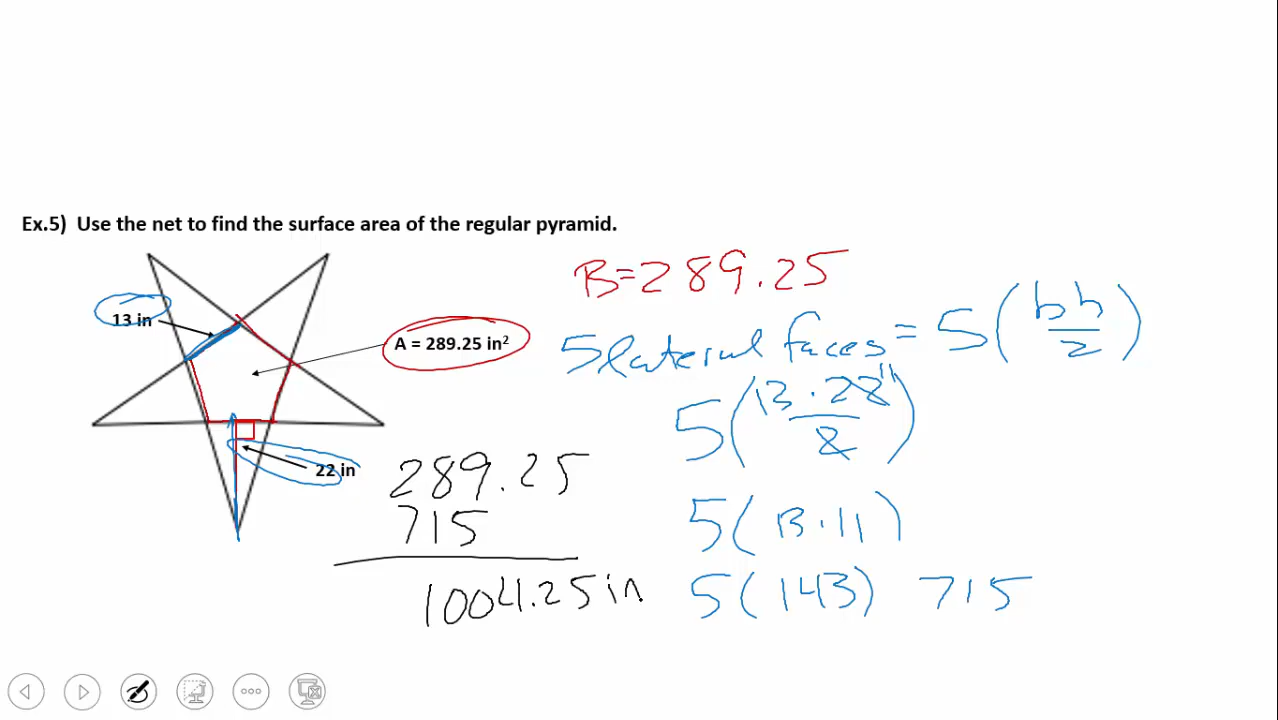 Ex.5) Use the net to find the surface area of the regular pyramid.
13 in
A = 289.25 in²
22 in
B=289.25
5 lateral faces = 5(bh/2)
5(13·22/2) 11
5(13·11)
5(143) 715
289.25
715
1004.25 in